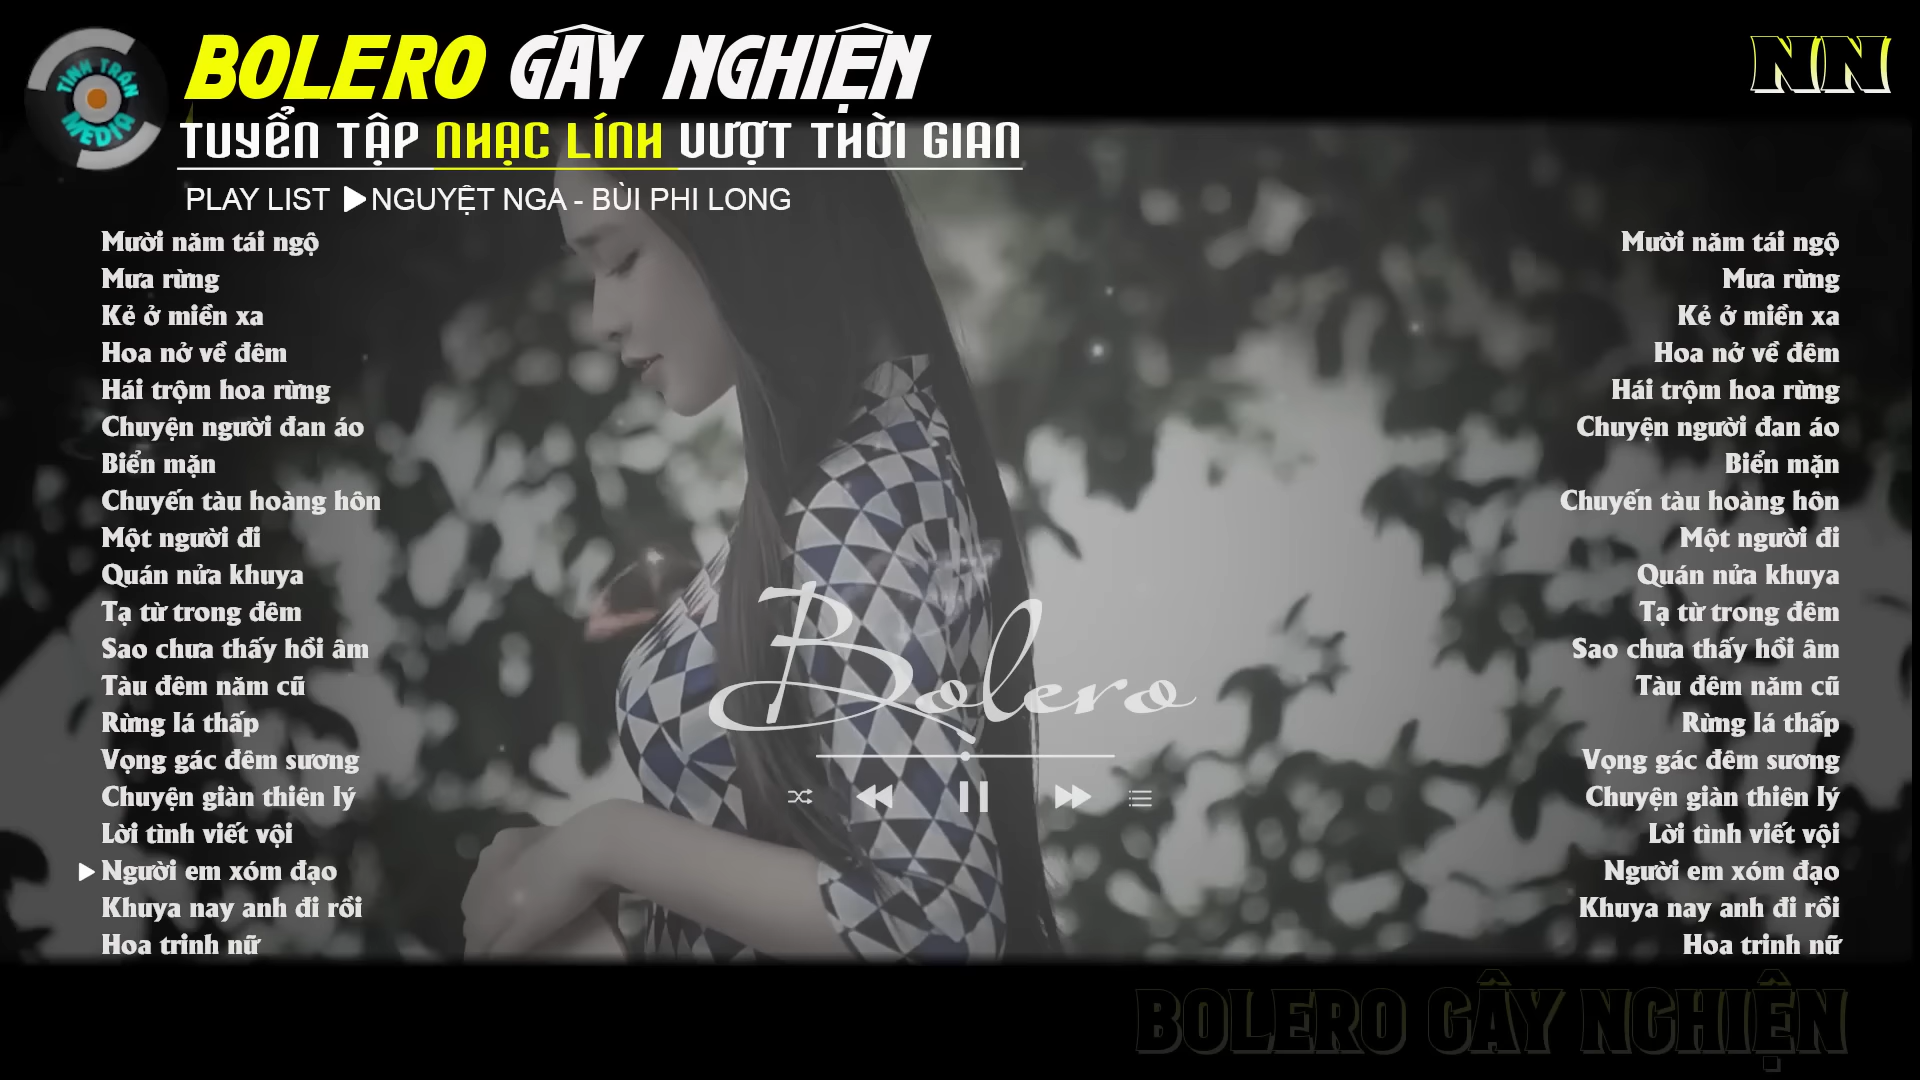 TÌNH TRẦN
MEDIA
BOLERO GÂY NGHIỆN
NN
TUYỂN TẬP NHẠC LÍNH VƯỢT THỜI GIAN
PLAY LIST NGUYỆT NGA - BÙI PHI LONG
Mười năm tái ngộ
Mưa rừng
Kẻ ở miền xa
Hoa nở về đêm
Hái trộm hoa rừng
Chuyện người đan áo
Biển mặn
Chuyến tàu hoàng hôn
Một người đi
Quán nửa khuya
Tạ từ trong đêm
Sao chưa thấy hồi âm
Tàu đêm năm cũ
Rừng lá thấp
Vọng gác đêm sương
Chuyện giàn thiên lý
Lời tình viết vội
Người em xóm đạo
Khuya nay anh đi rồi
Hoa trinh nữ
Bolero
Mười năm tái ngộ
Mưa rừng
Kẻ ở miền xa
Hoa nở về đêm
Hái trộm hoa rừng
Chuyện người đan áo
Biển mặn
Chuyến tàu hoàng hôn
Một người đi
Quán nửa khuya
Tạ từ trong đêm
Sao chưa thấy hồi âm
Tàu đêm năm cũ
Rừng lá thấp
Vọng gác đêm sương
Chuyện giàn thiên lý
Lời tình viết vội
Người em xóm đạo
Khuya nay anh đi rồi
Hoa trinh nữ
BOLERO GÂY NGHIỆN